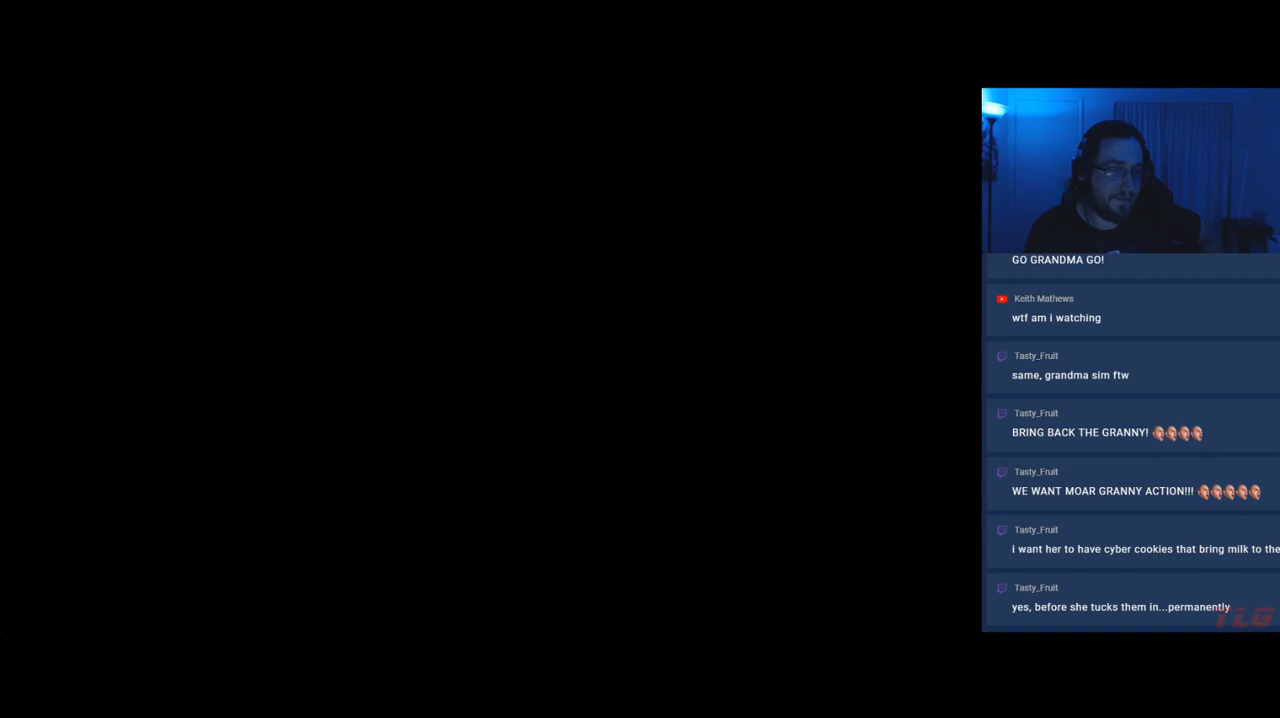 GO GRANDMA GO!
Keith Mathews
wtf am i watching
Tasty_Fruit
same, grandma sim ftw
Tasty_Fruit
BRING BACK THE GRANNY!
Tasty_Fruit
WE WANT MOAR GRANNY ACTION!!!
Tasty_Fruit
i want her to have cyber cookies that bring milk to the
Tasty_Fruit
yes, before she tucks them in...permanently
TLG